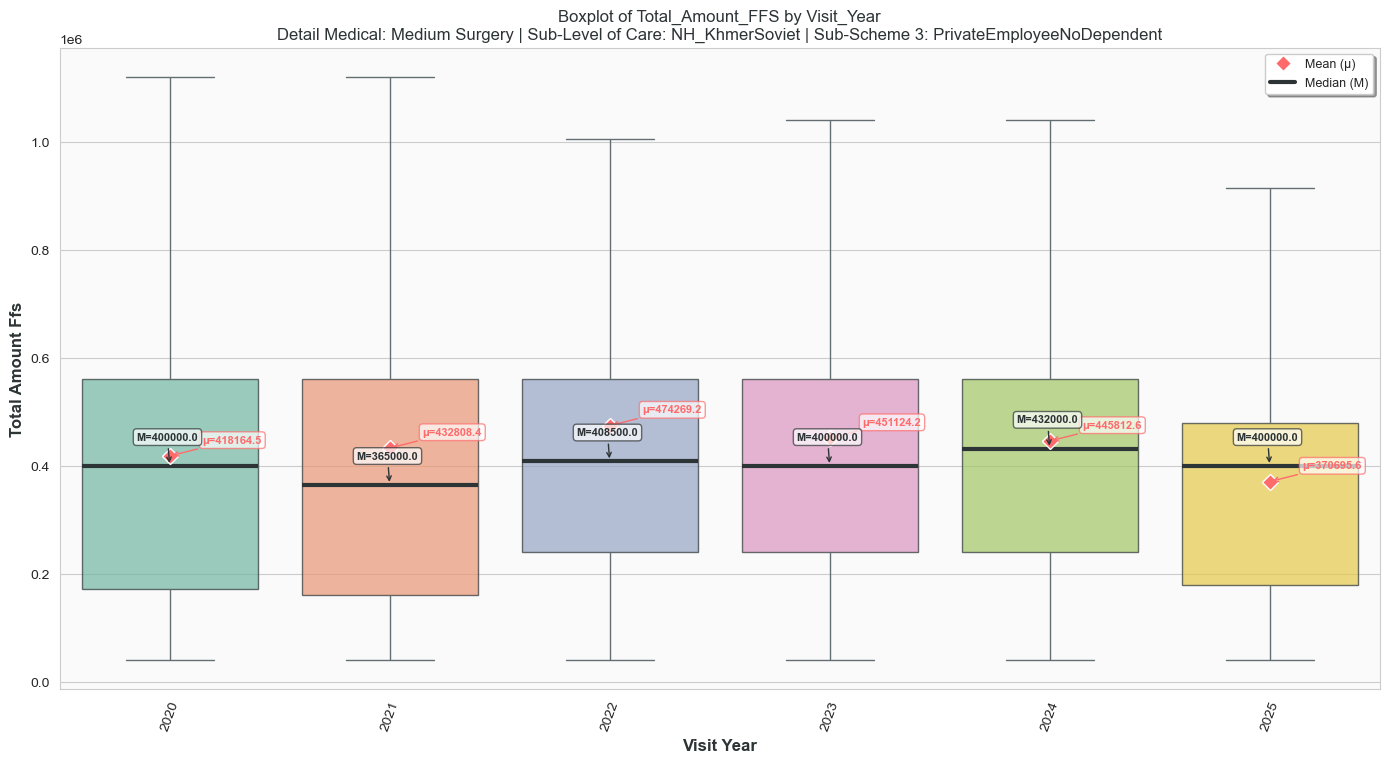 Boxplot of Total_Amount_FFS by Visit_Year
Detail Medical: Medium Surgery | Sub-Level of Care: NH_KhmerSoviet | Sub-Scheme 3: PrivateEmployeeNoDependent
1e6
Mean (μ)
Median (M)
1.0
0.8
0.6
0.4
0.2
0.0
Total Amount Ffs
M=400000.0
μ=418164.5
M=365000.0
μ=432808.4
M=408500.0
μ=474269.2
M=400000.0
μ=451124.2
M=432000.0
μ=445812.6
M=400000.0
μ=370695.6
2020
2021
2022
2023
2024
2025
Visit Year